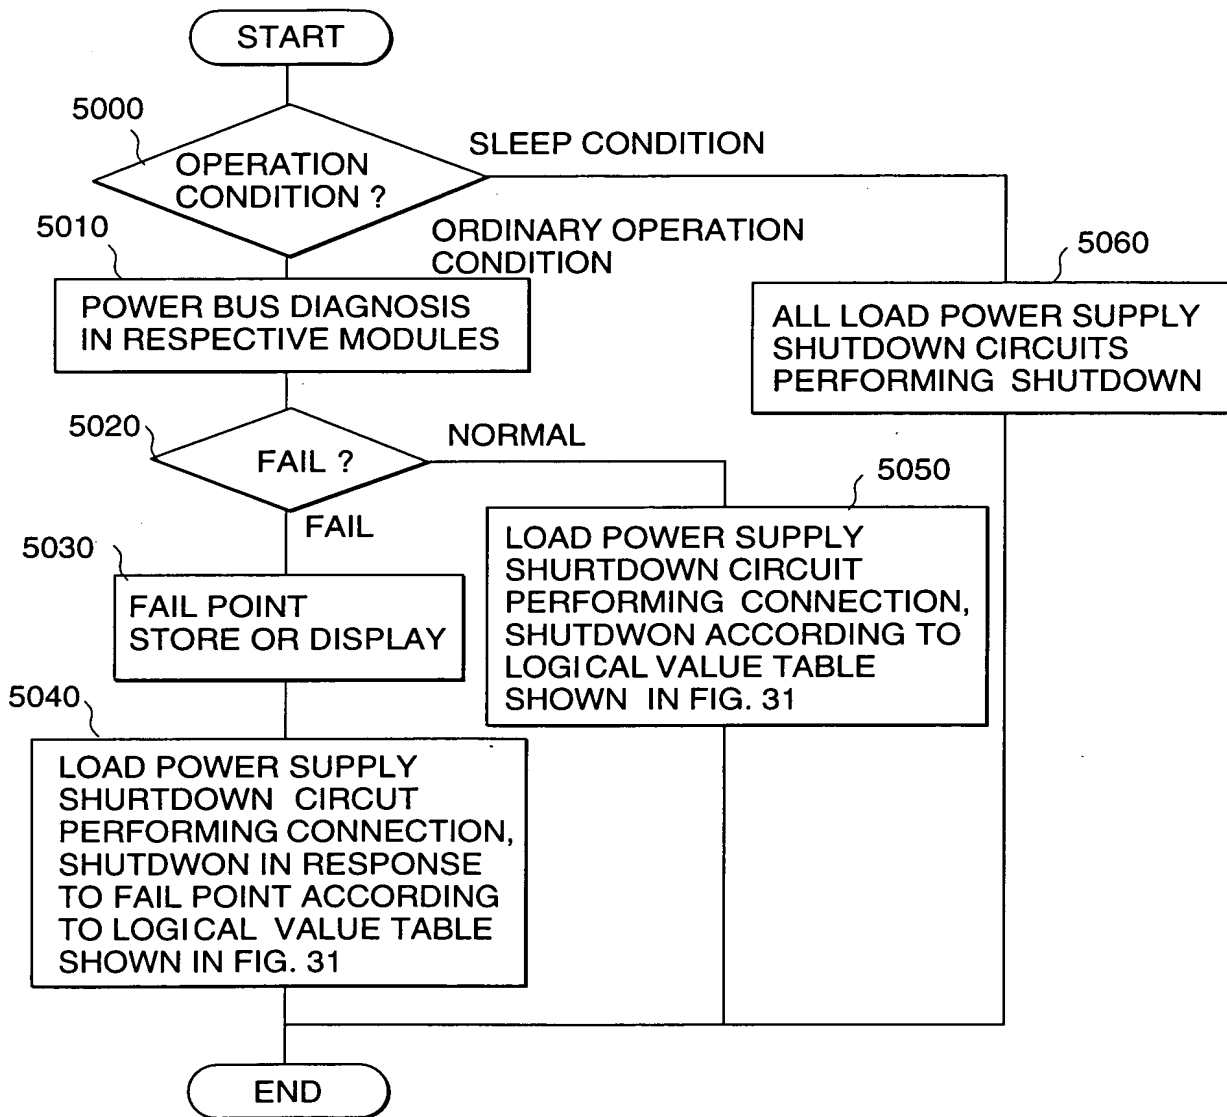 START
5000
OPERATION
CONDITION ?
SLEEP CONDITION
ORDINARY OPERATION
CONDITION
5010
POWER BUS DIAGNOSIS
IN RESPECTIVE MODULES
5060
ALL LOAD POWER SUPPLY
SHUTDOWN CIRCUITS
PERFORMING SHUTDOWN
5020
FAIL ?
NORMAL
FAIL
5050
LOAD POWER SUPPLY
SHURTDOWN CIRCUIT
PERFORMING CONNECTION,
SHUTDWON ACCORDING TO
LOGICAL VALUE TABLE
SHOWN IN FIG. 31
5030
FAIL POINT
STORE OR DISPLAY
5040
LOAD POWER SUPPLY
SHURTDOWN CIRCUT
PERFORMING CONNECTION,
SHUTDWON IN RESPONSE
TO FAIL POINT ACCORDING
TO LOGICAL VALUE TABLE
SHOWN IN FIG. 31
END